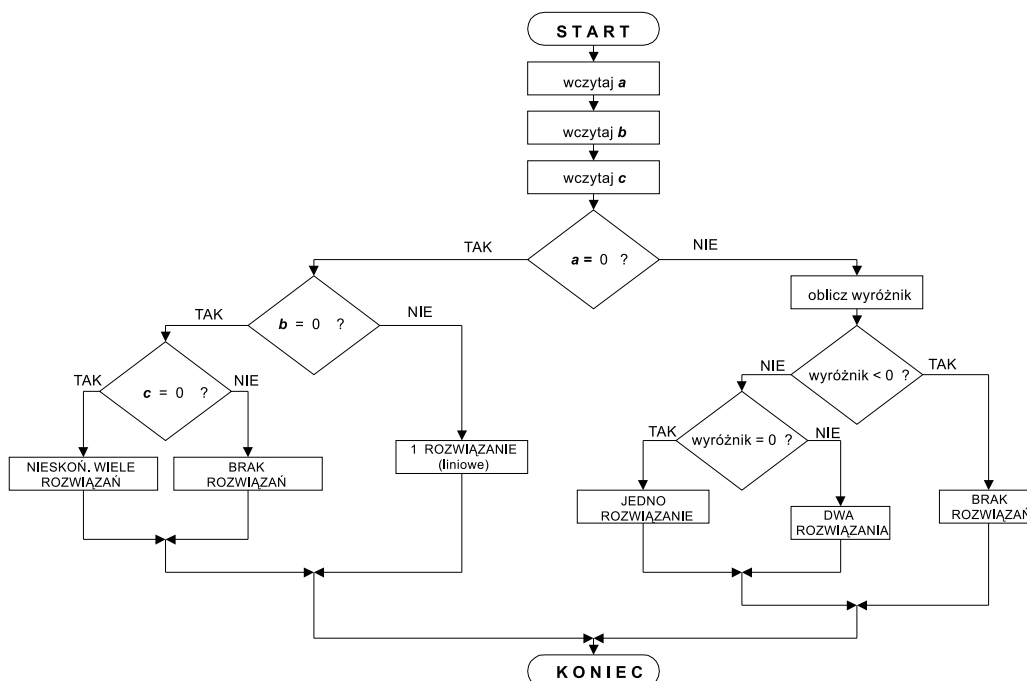 START
wczytaj a
wczytaj b
wczytaj c
TAK
a = 0 ?
NIE
oblicz wyróżnik
TAK
b = 0 ?
NIE
NIE
wyróżnik < 0 ?
TAK
TAK
c = 0 ?
NIE
TAK
wyróżnik = 0 ?
NIE
1 ROZWIĄZANIE
(liniowe)
NIESKOŃ. WIELE
ROZWIĄZAŃ
BRAK
ROZWIĄZAŃ
JEDNO
ROZWIĄZANIE
DWA
ROZWIĄZANIA
BRAK
ROZWIĄZAŃ
KONIEC